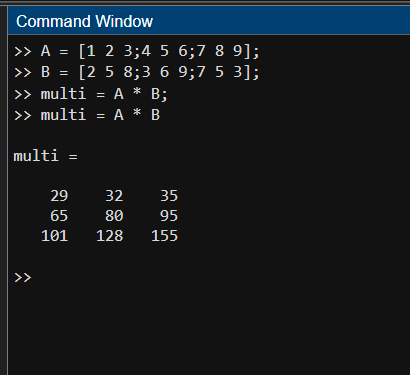 Command Window
>> A = [1 2 3;4 5 6;7 8 9];
>> B = [2 5 8;3 6 9;7 5 3];
>> multi = A * B;
>> multi = A * B
multi =
29 32 35
65 80 95
101 128 155
>>